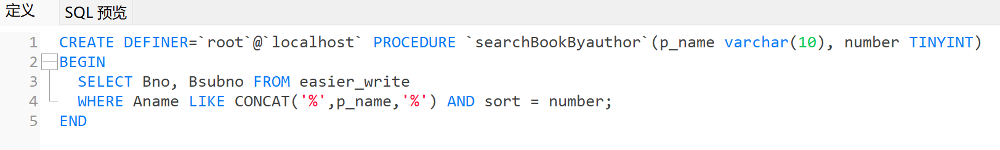 定义 SQL 预览
1 CREATE DEFINER=`root`@`localhost` PROCEDURE `searchBookByauthor`(p_name varchar(10), number TINYINT)
2 BEGIN
3 SELECT Bno, Bsubno FROM easier_write
4 WHERE Aname LIKE CONCAT('%',p_name,'%') AND sort = number;
5 END